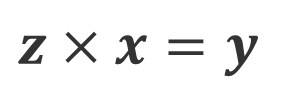 z × x = y